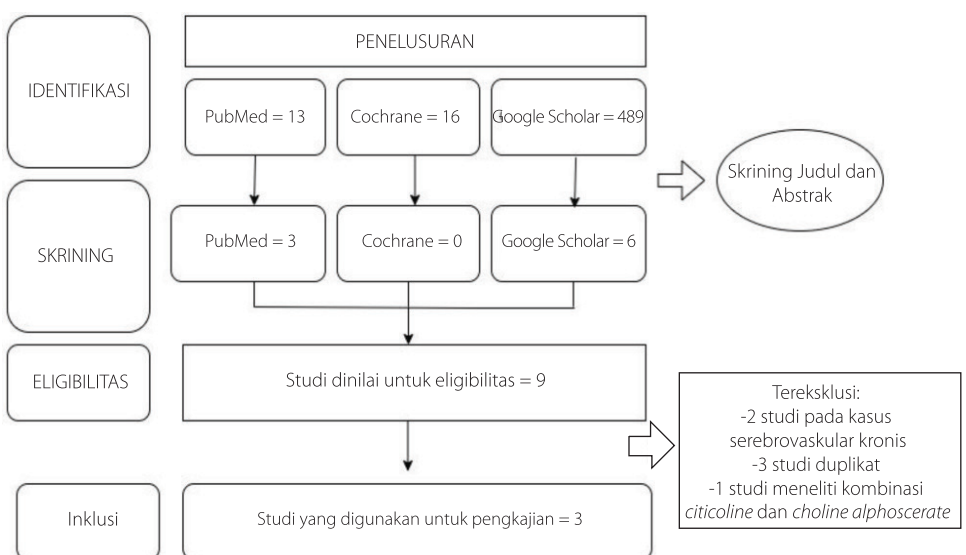 PENELUSURAN
IDENTIFIKASI
PubMed = 13
Cochrane = 16
Google Scholar = 489
Skrining Judul dan
Abstrak
SKRINING
PubMed = 3
Cochrane = 0
Google Scholar = 6
ELIGIBILITAS
Studi dinilai untuk eligibilitas = 9
Tereksklusi:
-2 studi pada kasus
serebrovaskular kronis
-3 studi duplikat
-1 studi meneliti kombinasi
citicoline dan choline alphoscerate
Inklusi
Studi yang digunakan untuk pengkajian = 3